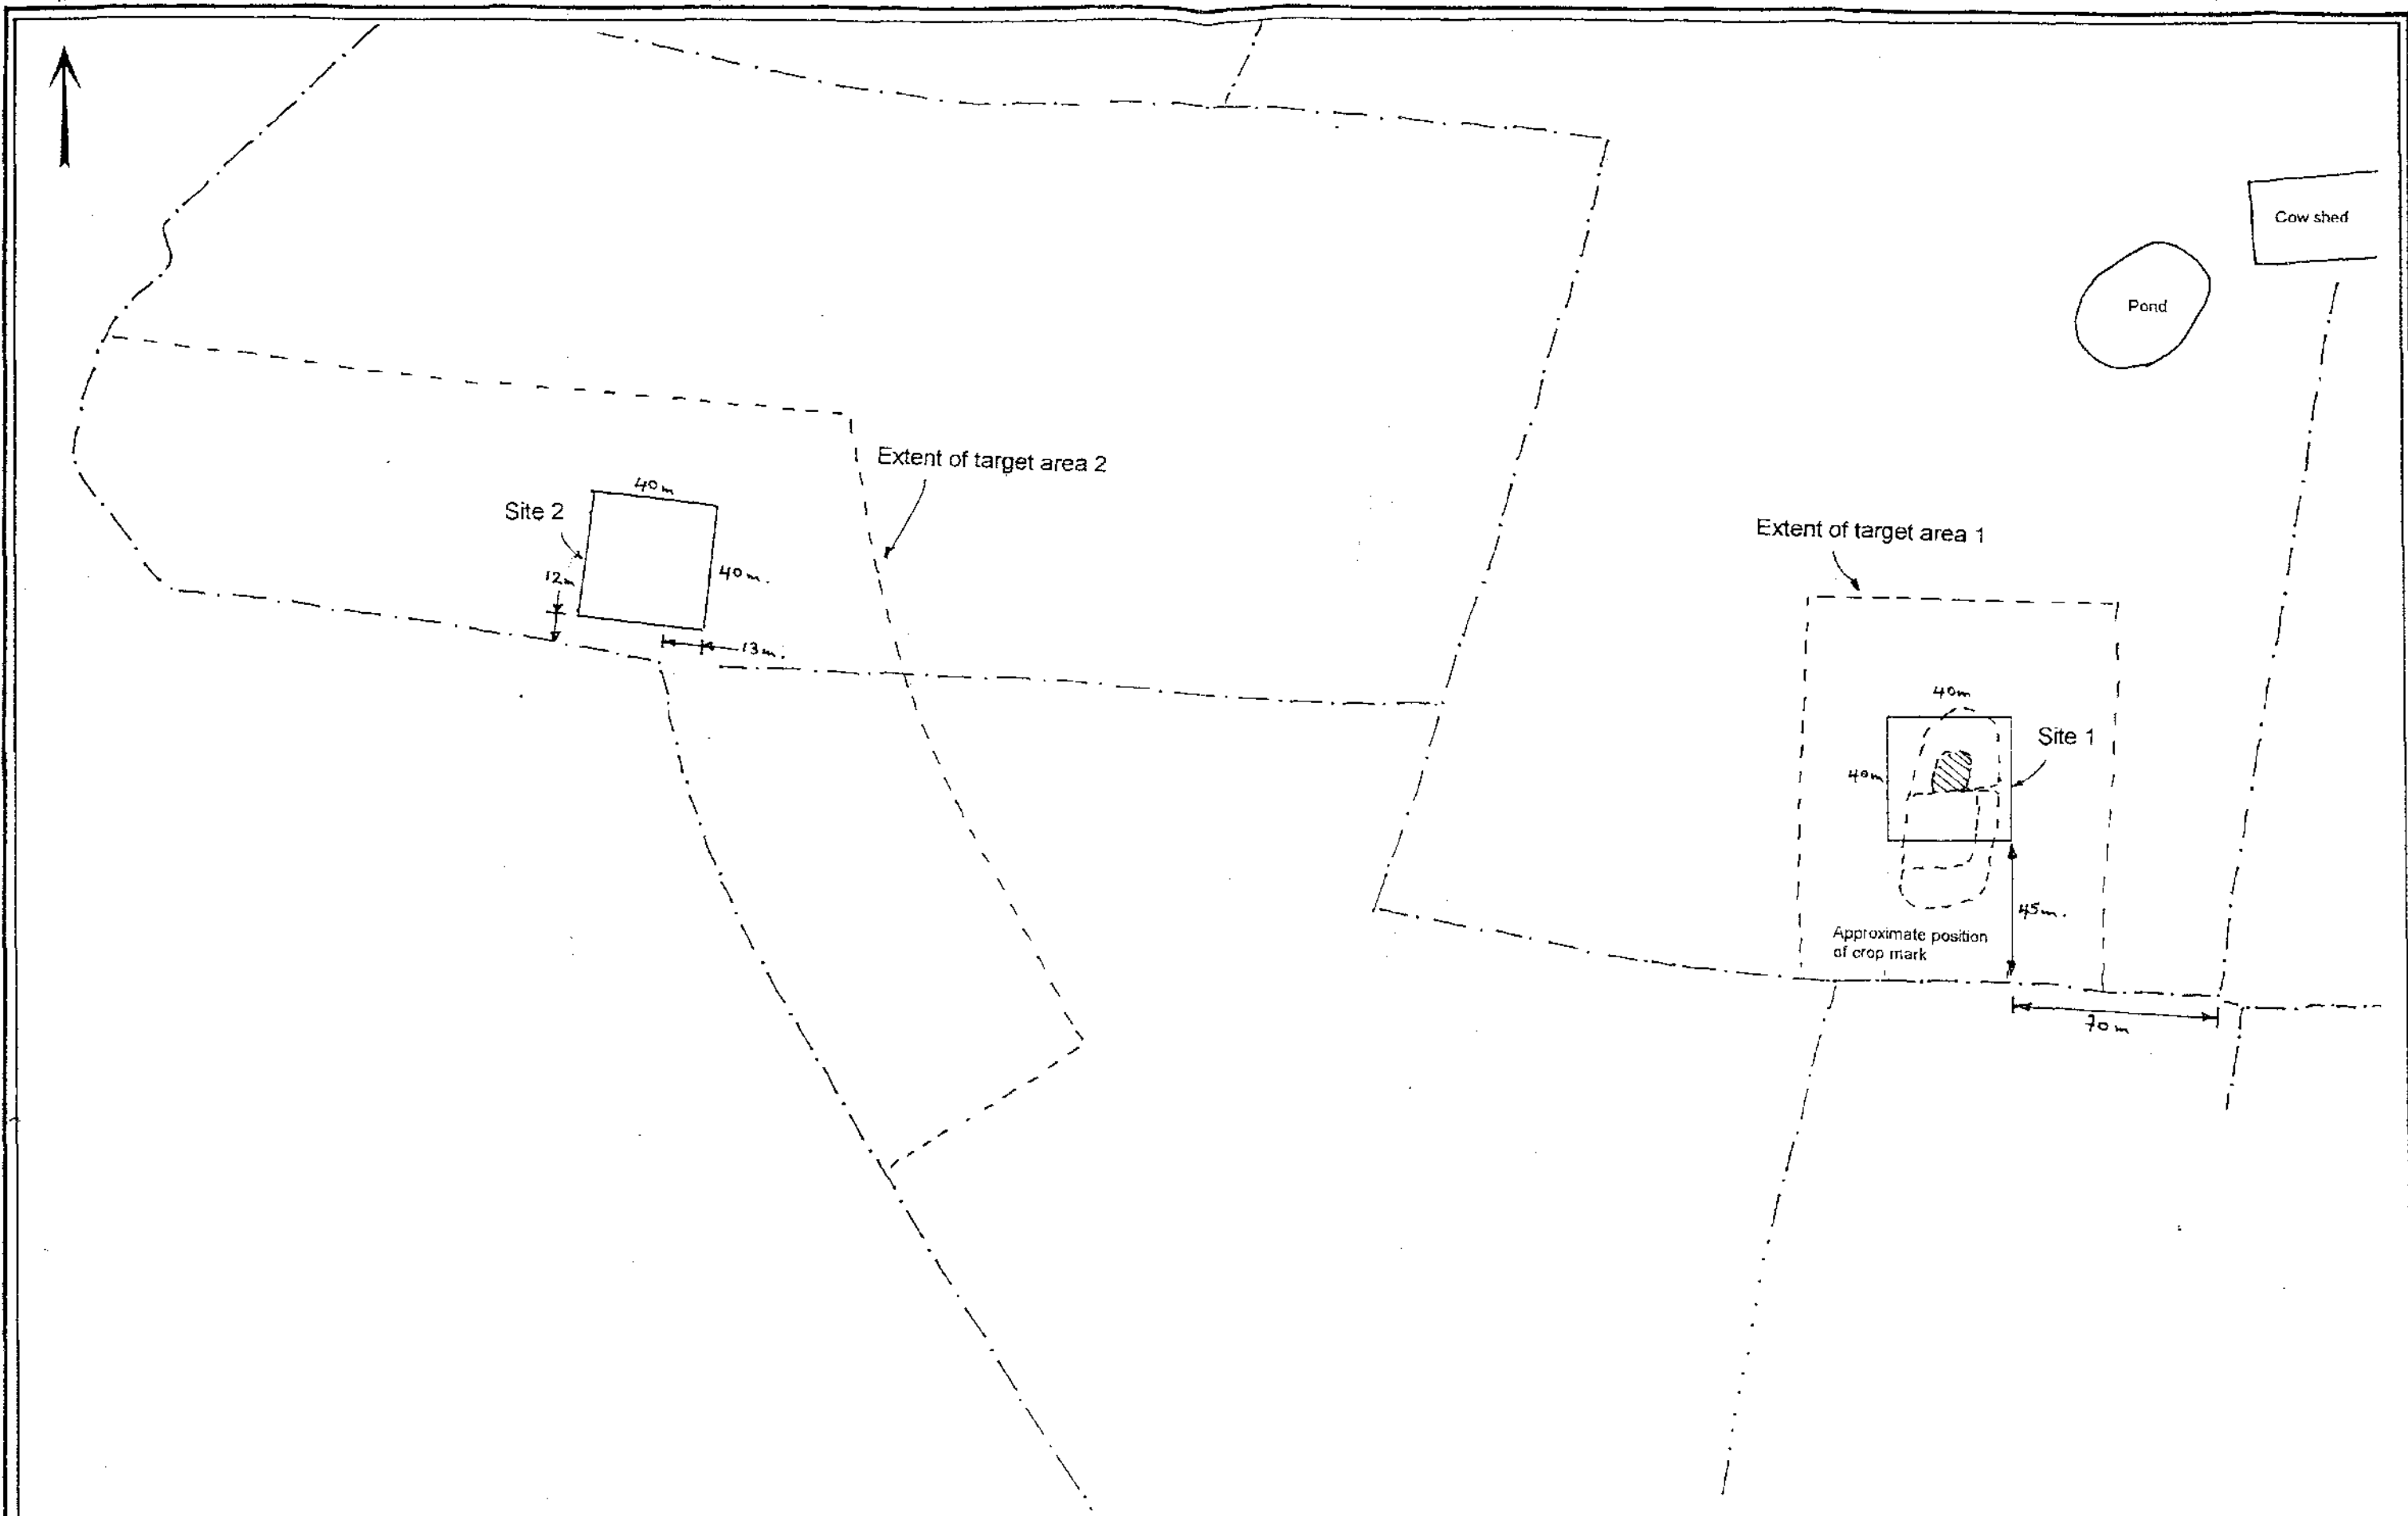 Cow shed
Pond
Extent of target area 2
40m
Site 2
12m
40m.
13m.
Extent of target area 1
40m
Site 1
40m
45m.
Approximate position
of crop mark
70m